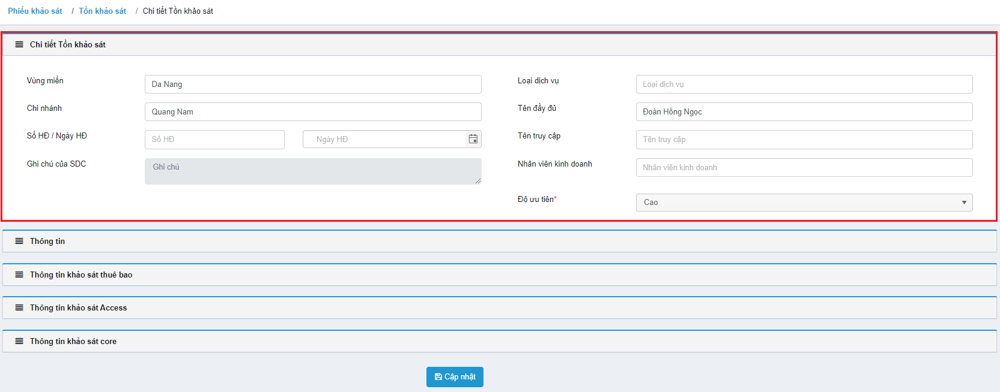 Phiếu khảo sát / Tồn khảo sát / Chi tiết Tồn khảo sát
Chi tiết Tồn khảo sát
Vùng miền
Da Nang
Loại dịch vụ
Loại dịch vụ
Chi nhánh
Quang Nam
Tên đầy đủ
Đoàn Hồng Ngọc
Số HĐ / Ngày HĐ
Số HĐ
Ngày HĐ
Tên truy cập
Tên truy cập
Ghi chú của SDC
Ghi chú
Nhân viên kinh doanh
Nhân viên kinh doanh
Độ ưu tiên*
Cao
Thông tin
Thông tin khảo sát thuê bao
Thông tin khảo sát Access
Thông tin khảo sát core
Cập nhật